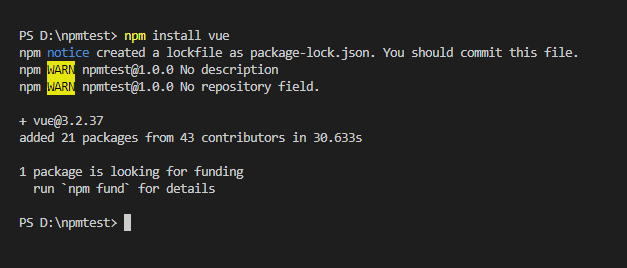 PS D:\npmtest> npm install vue
npm notice created a lockfile as package-lock.json. You should commit this file.
npm WARN npmtest@1.0.0 No description
npm WARN npmtest@1.0.0 No repository field.
+ vue@3.2.37
added 21 packages from 43 contributors in 30.633s
1 package is looking for funding
  run `npm fund` for details
PS D:\npmtest>